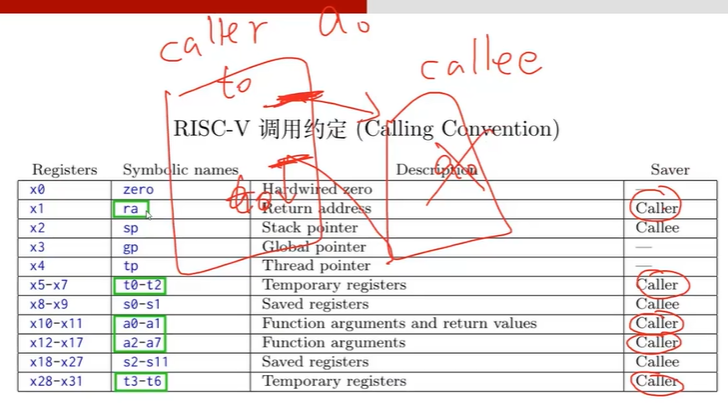 caller a0
callee
t0
RISC-V 调用约定 (Calling Convention)
Registers Symbolic names Description Saver
x0 zero Hardwired zero —
x1 ra Return address Caller
x2 sp Stack pointer Callee
x3 gp Global pointer —
x4 tp Thread pointer —
x5-x7 t0-t2 Temporary registers Caller
x8-x9 s0-s1 Saved registers Callee
x10-x11 a0-a1 Function arguments and return values Caller
x12-x17 a2-a7 Function arguments Caller
x18-x27 s2-s11 Saved registers Callee
x28-x31 t3-t6 Temporary registers Caller